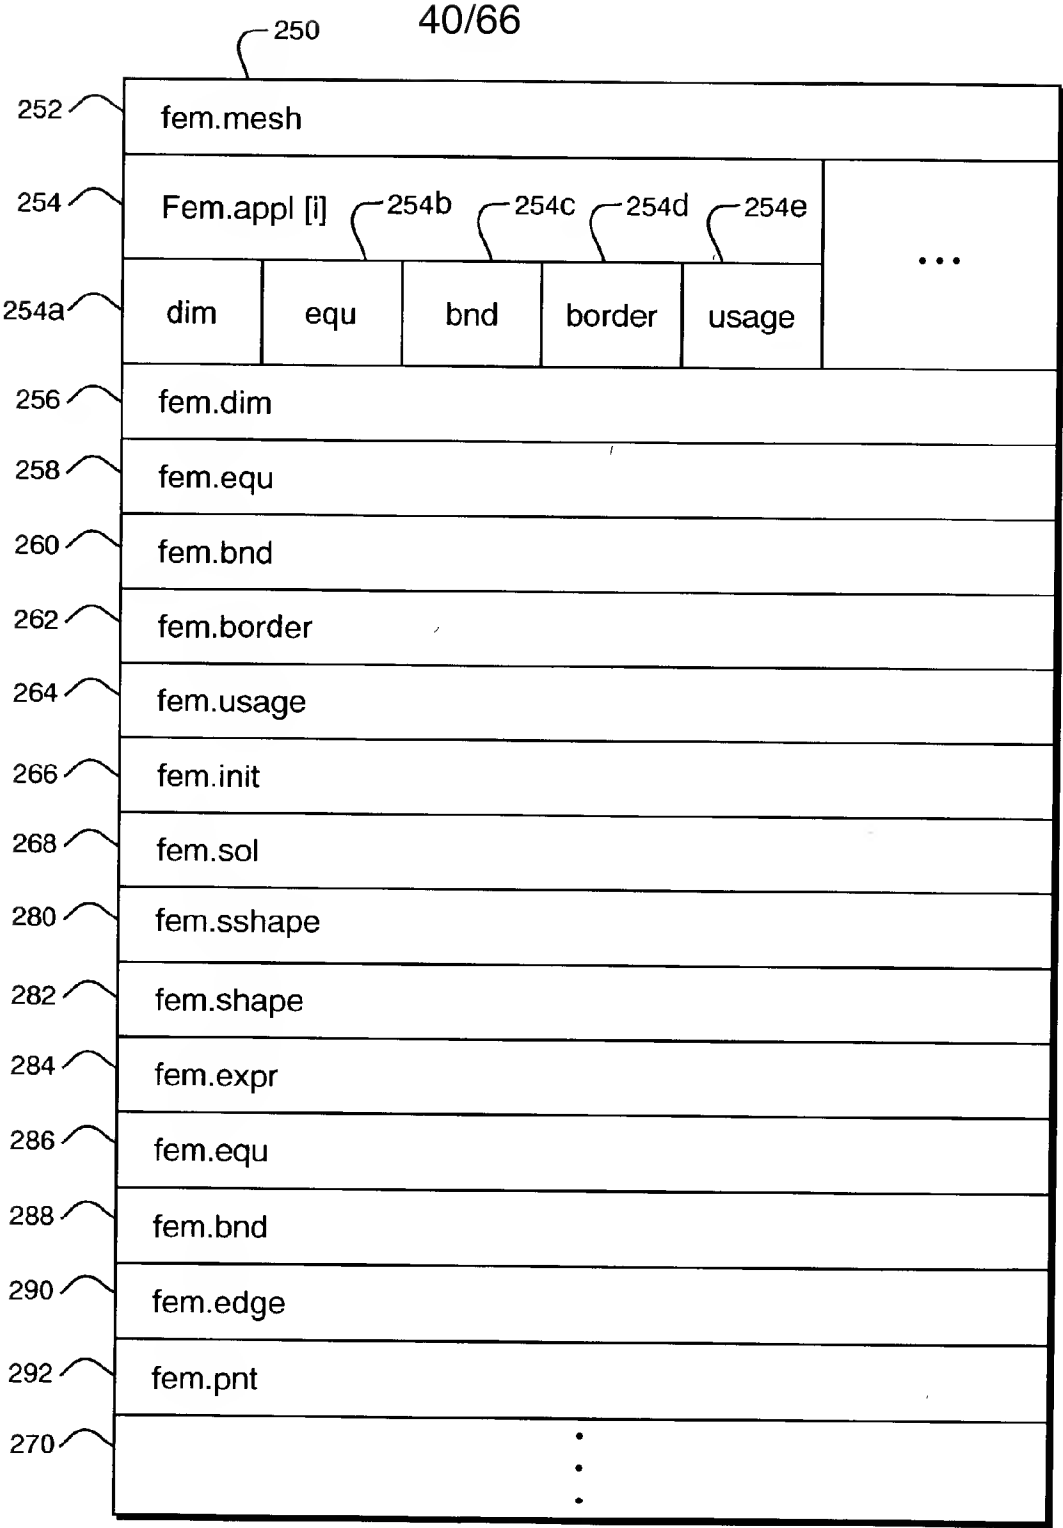 40/66
250
252 fem.mesh
254 Fem.appl [i] 254b 254c 254d 254e
...
254a dim equ bnd border usage
256 fem.dim
258 fem.equ
260 fem.bnd
262 fem.border
264 fem.usage
266 fem.init
268 fem.sol
280 fem.sshape
282 fem.shape
284 fem.expr
286 fem.equ
288 fem.bnd
290 fem.edge
292 fem.pnt
270